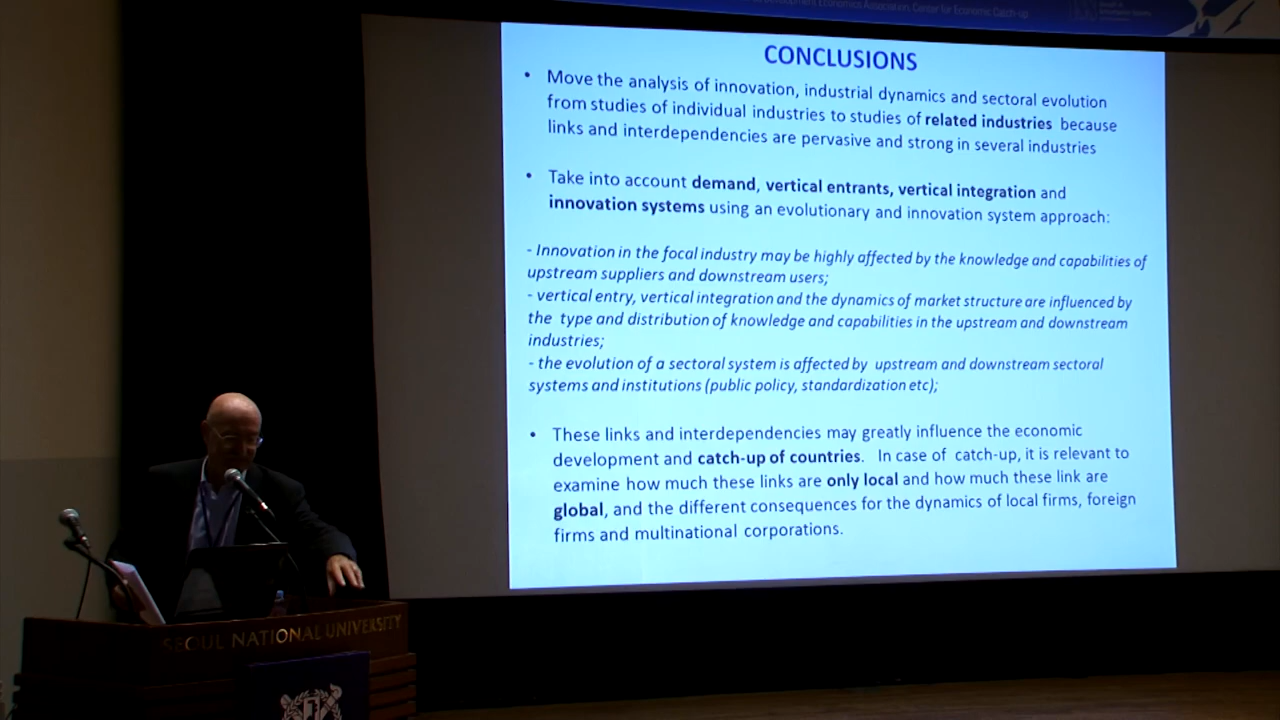 Development Economics Association, Center for Economic Catch-up
CONCLUSIONS
• Move the analysis of innovation, industrial dynamics and sectoral evolution
from studies of individual industries to studies of related industries because
links and interdependencies are pervasive and strong in several industries
• Take into account demand, vertical entrants, vertical integration and
innovation systems using an evolutionary and innovation system approach:
- Innovation in the focal industry may be highly affected by the knowledge and capabilities of
upstream suppliers and downstream users;
- vertical entry, vertical integration and the dynamics of market structure are influenced by
the type and distribution of knowledge and capabilities in the upstream and downstream
industries;
- the evolution of a sectoral system is affected by upstream and downstream sectoral
systems and institutions (public policy, standardization etc);
• These links and interdependencies may greatly influence the economic
development and catch-up of countries. In case of catch-up, it is relevant to
examine how much these links are only local and how much these link are
global, and the different consequences for the dynamics of local firms, foreign
firms and multinational corporations.
SEOUL NATIONAL UNIVERSITY